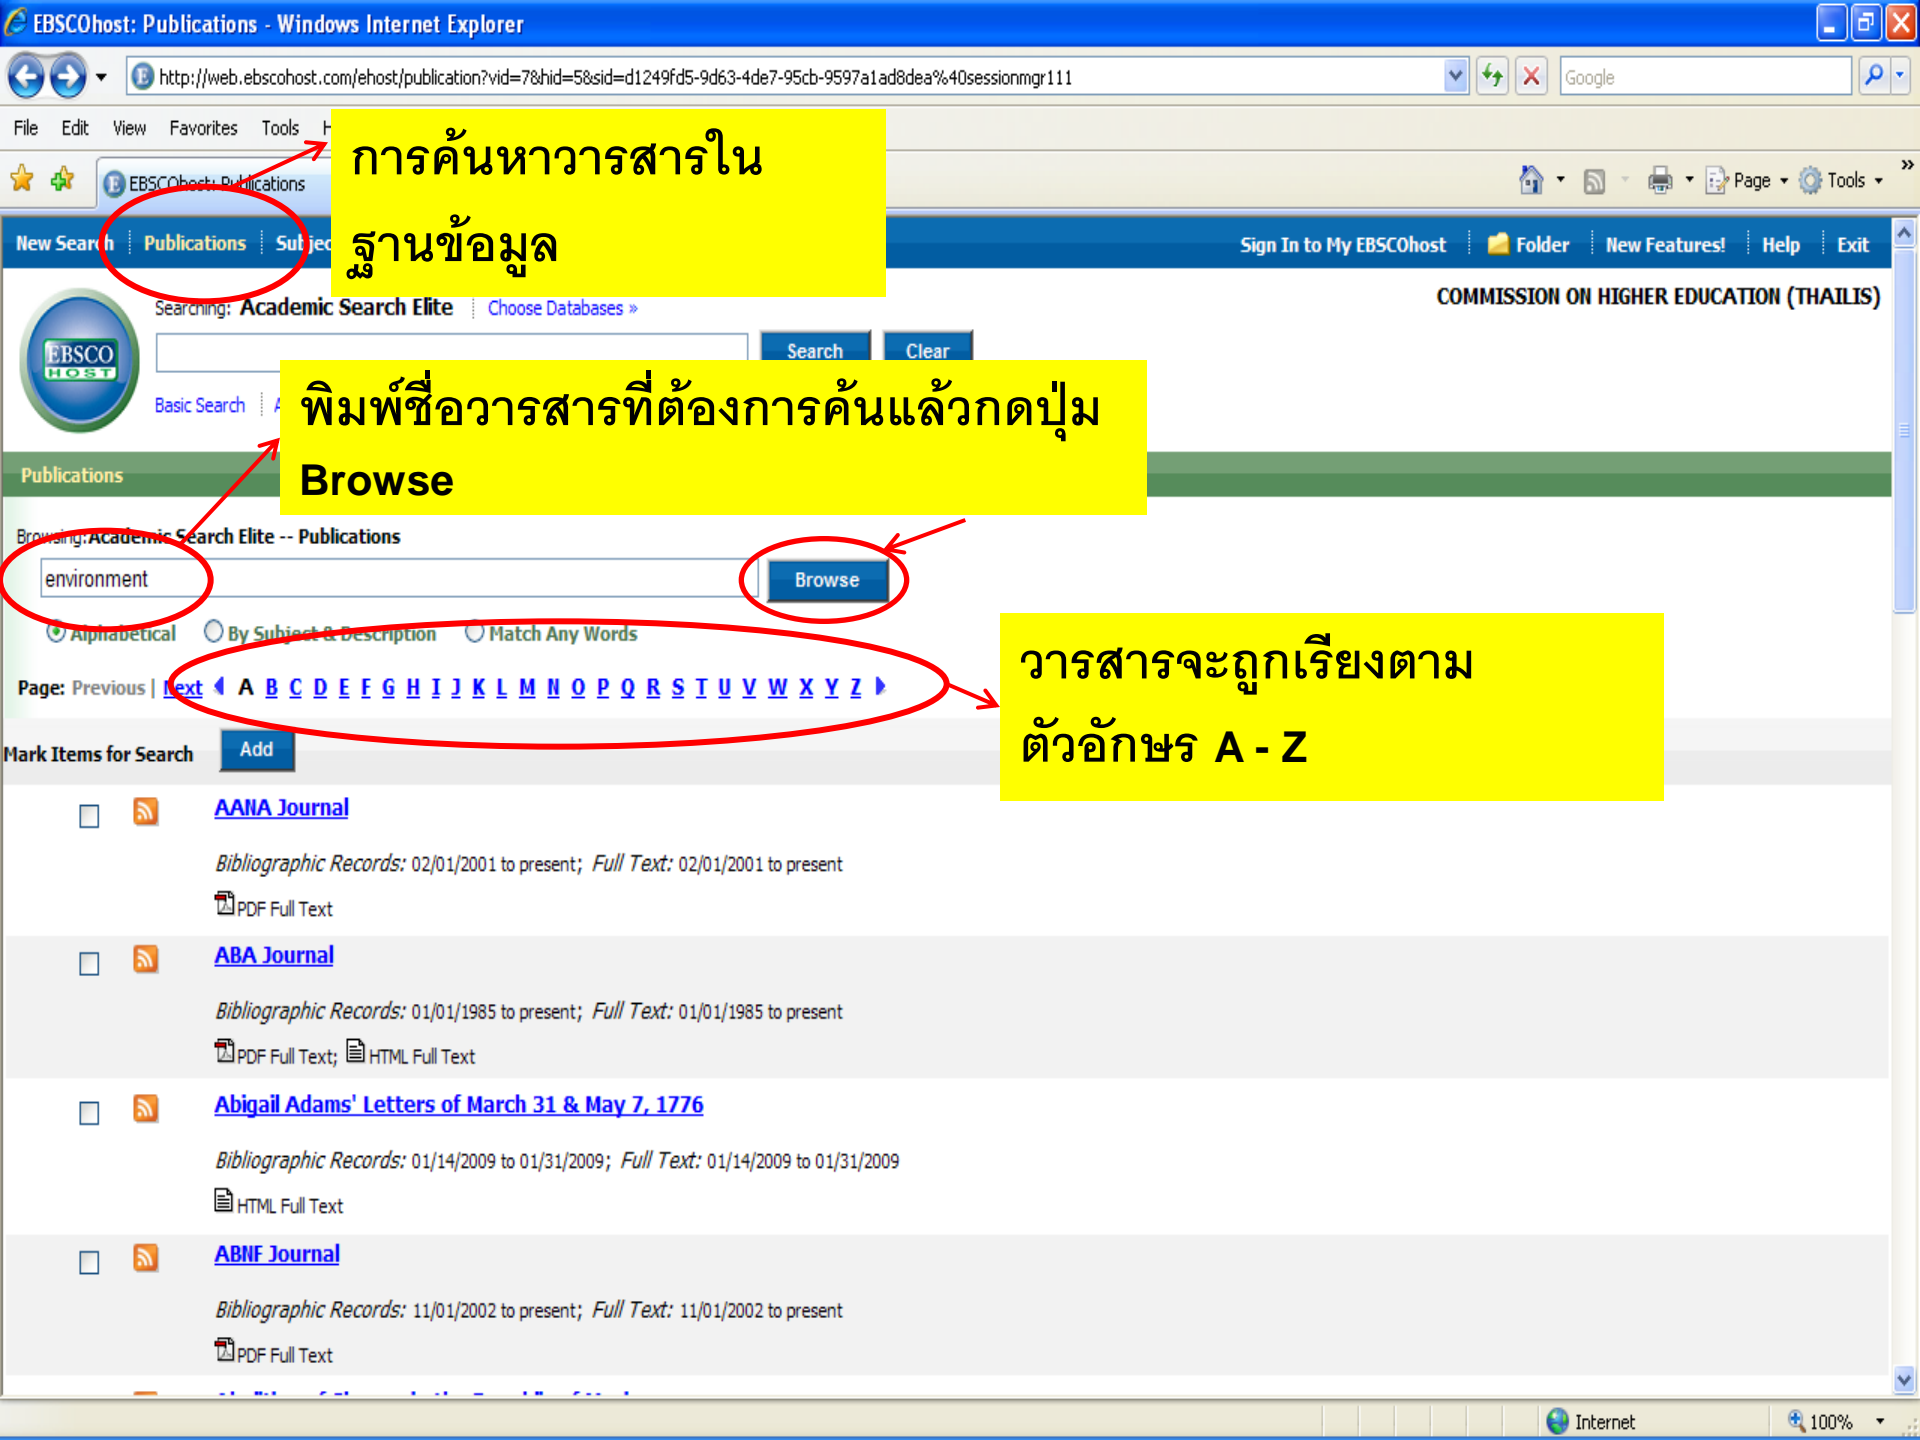 EBSCOhost: Publications - Windows Internet Explorer
http://web.ebscohost.com/ehost/publication?vid=7&hid=5&sid=d1249fd5-9d63-4de7-95cb-9597a1ad8dea%40sessionmgr111
Google
File Edit View Favorites Tools
การค้นหาวารสารใน
ฐานข้อมูล
EBSCOhost: Publications
Page Tools
New Search Publications
Sign In to My EBSCOhost Folder New Features! Help Exit
Searching: Academic Search Elite Choose Databases »
COMMISSION ON HIGHER EDUCATION (THAILIS)
EBSCO
HOST
Search Clear
Basic Search
พิมพ์ชื่อวารสารที่ต้องการค้นแล้วกดปุ่ม
Browse
Publications
Browsing: Academic Search Elite -- Publications
environment
Browse
Alphabetical By Subject & Description Match Any Words
วารสารจะถูกเรียงตาม
ตัวอักษร A - Z
Page: Previous | Next A B C D E F G H I J K L M N O P Q R S T U V W X Y Z
Mark Items for Search Add
AANA Journal
Bibliographic Records: 02/01/2001 to present; Full Text: 02/01/2001 to present
PDF Full Text
ABA Journal
Bibliographic Records: 01/01/1985 to present; Full Text: 01/01/1985 to present
PDF Full Text; HTML Full Text
Abigail Adams' Letters of March 31 & May 7, 1776
Bibliographic Records: 01/14/2009 to 01/31/2009; Full Text: 01/14/2009 to 01/31/2009
HTML Full Text
ABNF Journal
Bibliographic Records: 11/01/2002 to present; Full Text: 11/01/2002 to present
PDF Full Text
Internet 100%